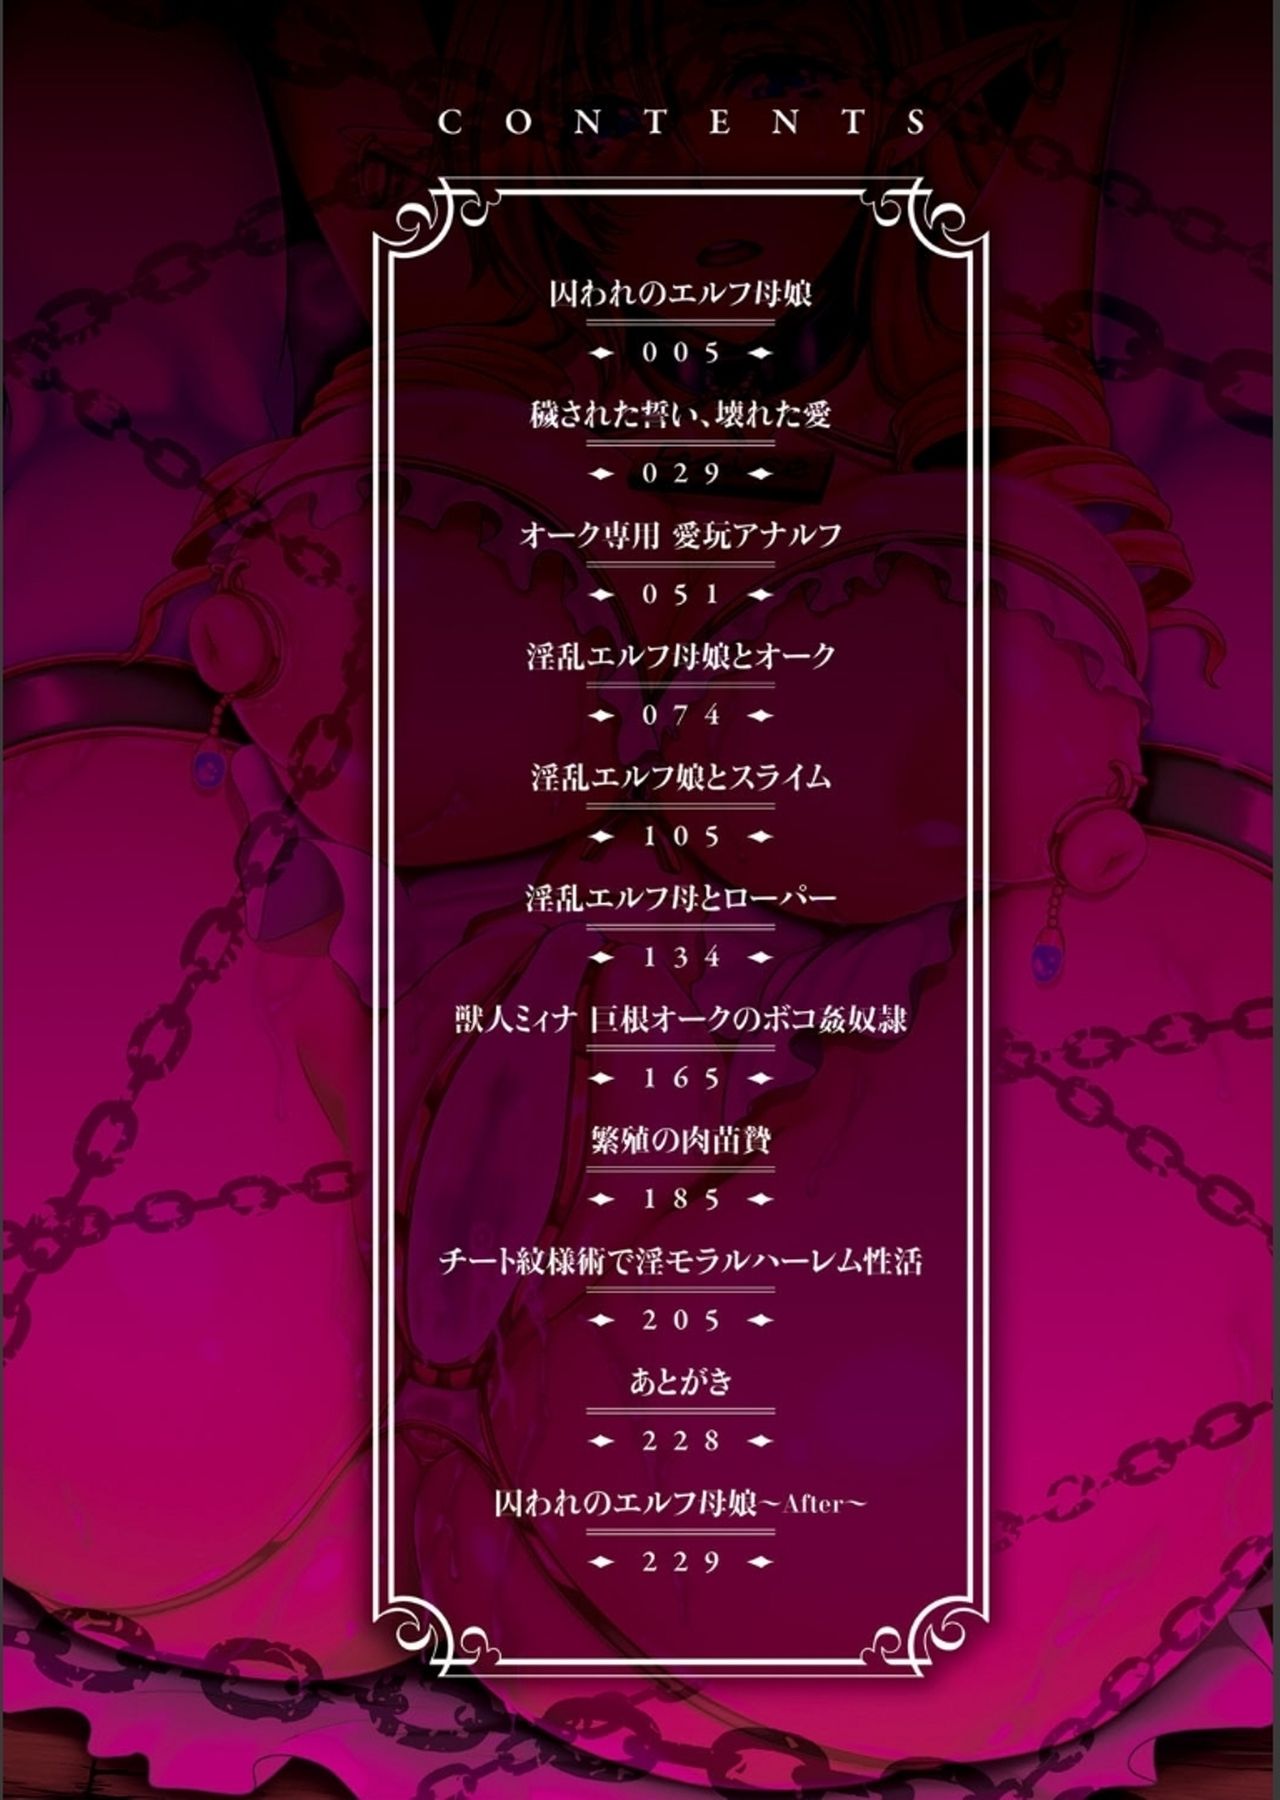 CONTENTS
囚われのエルフ母娘
005
穢された誓い、壊れた愛
029
オーク専用 愛玩アナルフ
051
淫乱エルフ母娘とオーク
074
淫乱エルフ娘とスライム
105
淫乱エルフ母とローパー
134
獣人ミィナ 巨根オークのボコ姦奴隷
165
繁殖の肉苗贄
185
チート紋様術で淫モラルハーレム性活
205
あとがき
228
囚われのエルフ母娘～After～
229